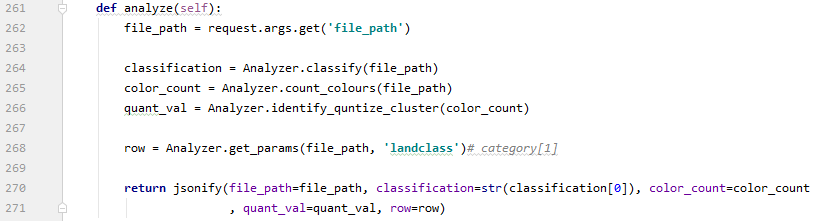 261 def analyze(self):
262 file_path = request.args.get('file_path')
263
264 classification = Analyzer.classify(file_path)
265 color_count = Analyzer.count_colours(file_path)
266 quant_val = Analyzer.identify_quntize_cluster(color_count)
267
268 row = Analyzer.get_params(file_path, 'landclass')# category[1]
269
270 return jsonify(file_path=file_path, classification=str(classification[0]), color_count=color_count
271 , quant_val=quant_val, row=row)